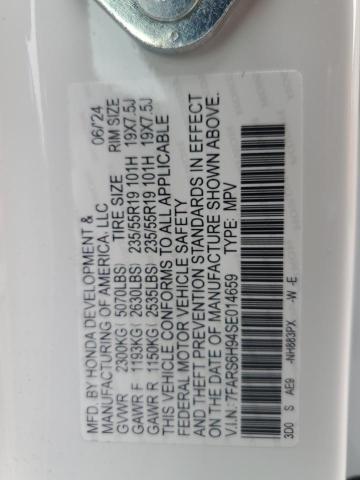 MFD. BY HONDA DEVELOPMENT &
MANUFACTURING OF AMERICA, LLC 06/'24
GVWR 2300KG ( 5070LBS) TIRE SIZE RIM SIZE
GAWR F 1193KG ( 2630LBS) 235/55R19 101H 19X7.5J
GAWR R 1150KG ( 2535LBS) 235/55R19 101H 19X7.5J
THIS VEHICLE CONFORMS TO ALL APPLICABLE
FEDERAL MOTOR VEHICLE SAFETY
AND THEFT PREVENTION STANDARDS IN EFFECT
ON THE DATE OF MANUFACTURE SHOWN ABOVE.
V.I.N.: 7FARS6H94SE014659 TYPE: MPV
3D0 S AE9 -NH883PX -W -E